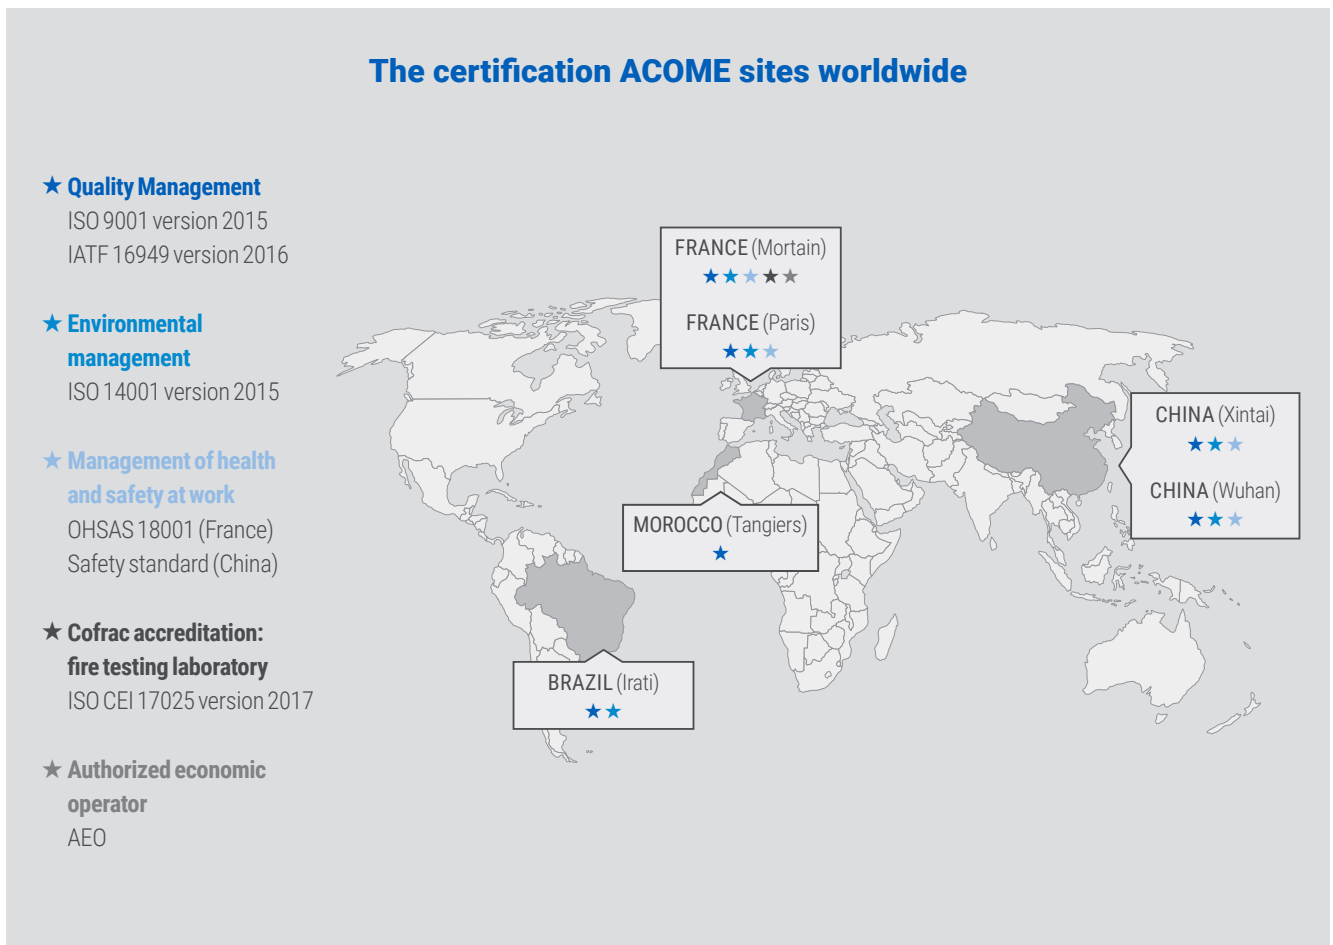 The certification ACOME sites worldwide
★ Quality Management
ISO 9001 version 2015
IATF 16949 version 2016
★ Environmental
management
ISO 14001 version 2015
★ Management of health
and safety at work
OHSAS 18001 (France)
Safety standard (China)
★ Cofrac accreditation:
fire testing laboratory
ISO CEI 17025 version 2017
★ Authorized economic
operator
AEO
FRANCE (Mortain)
★★★★★
FRANCE (Paris)
★★★
CHINA (Xintai)
★★★
CHINA (Wuhan)
★★★
MOROCCO (Tangiers)
★
BRAZIL (Irati)
★★